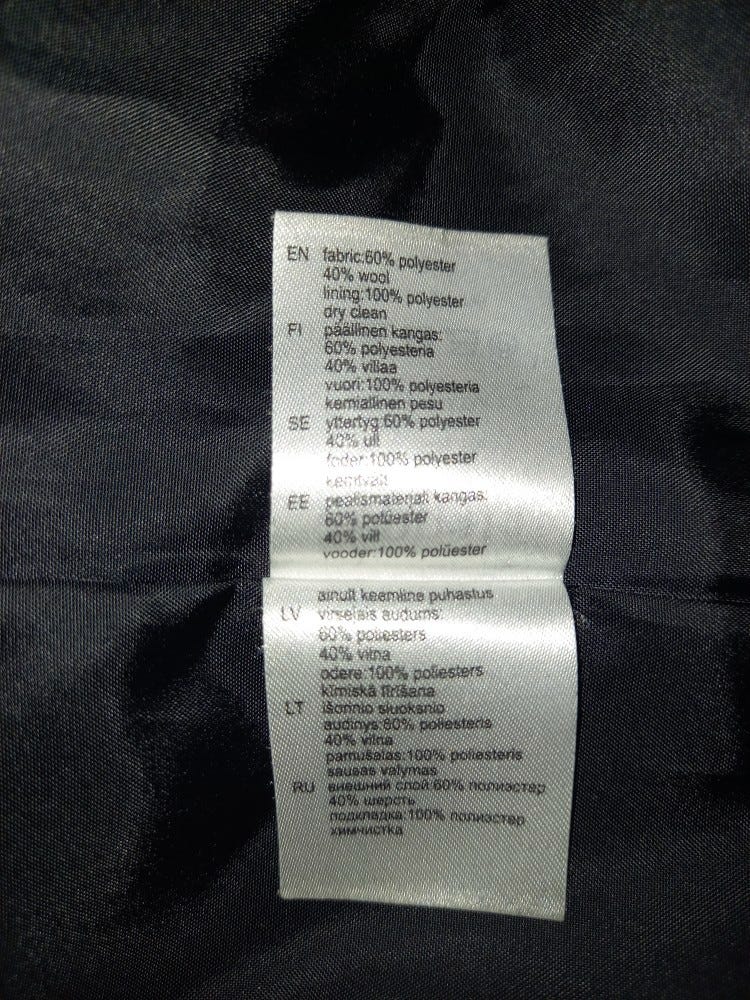 EN fabric:60% polyester
40% wool
lining:100% polyester
dry clean
FI päällinen kangas:
60% polyesteria
40% villaa
vuori:100% polyesteria
kemiallinen pesu
SE yttertyg:60% polyester
40% ull
foder:100% polyester
kemtvätt
EE pealismaterjal: kangas:
60% polüester
40% vill
vooder:100% polüester
ainult keemiline puhastus
LV virsējais audums:
60% poliesters
40% vilna
odere:100% poliesters
ķīmiskā tīrīšana
LT išorinio sluoksnio
audinys:60% poliesteris
40% vilna
pamušalas:100% poliesteris
sausas valymas
RU внешний слой:60% полиэстер
40% шерсть
подкладка:100% полиэстер
химчистка